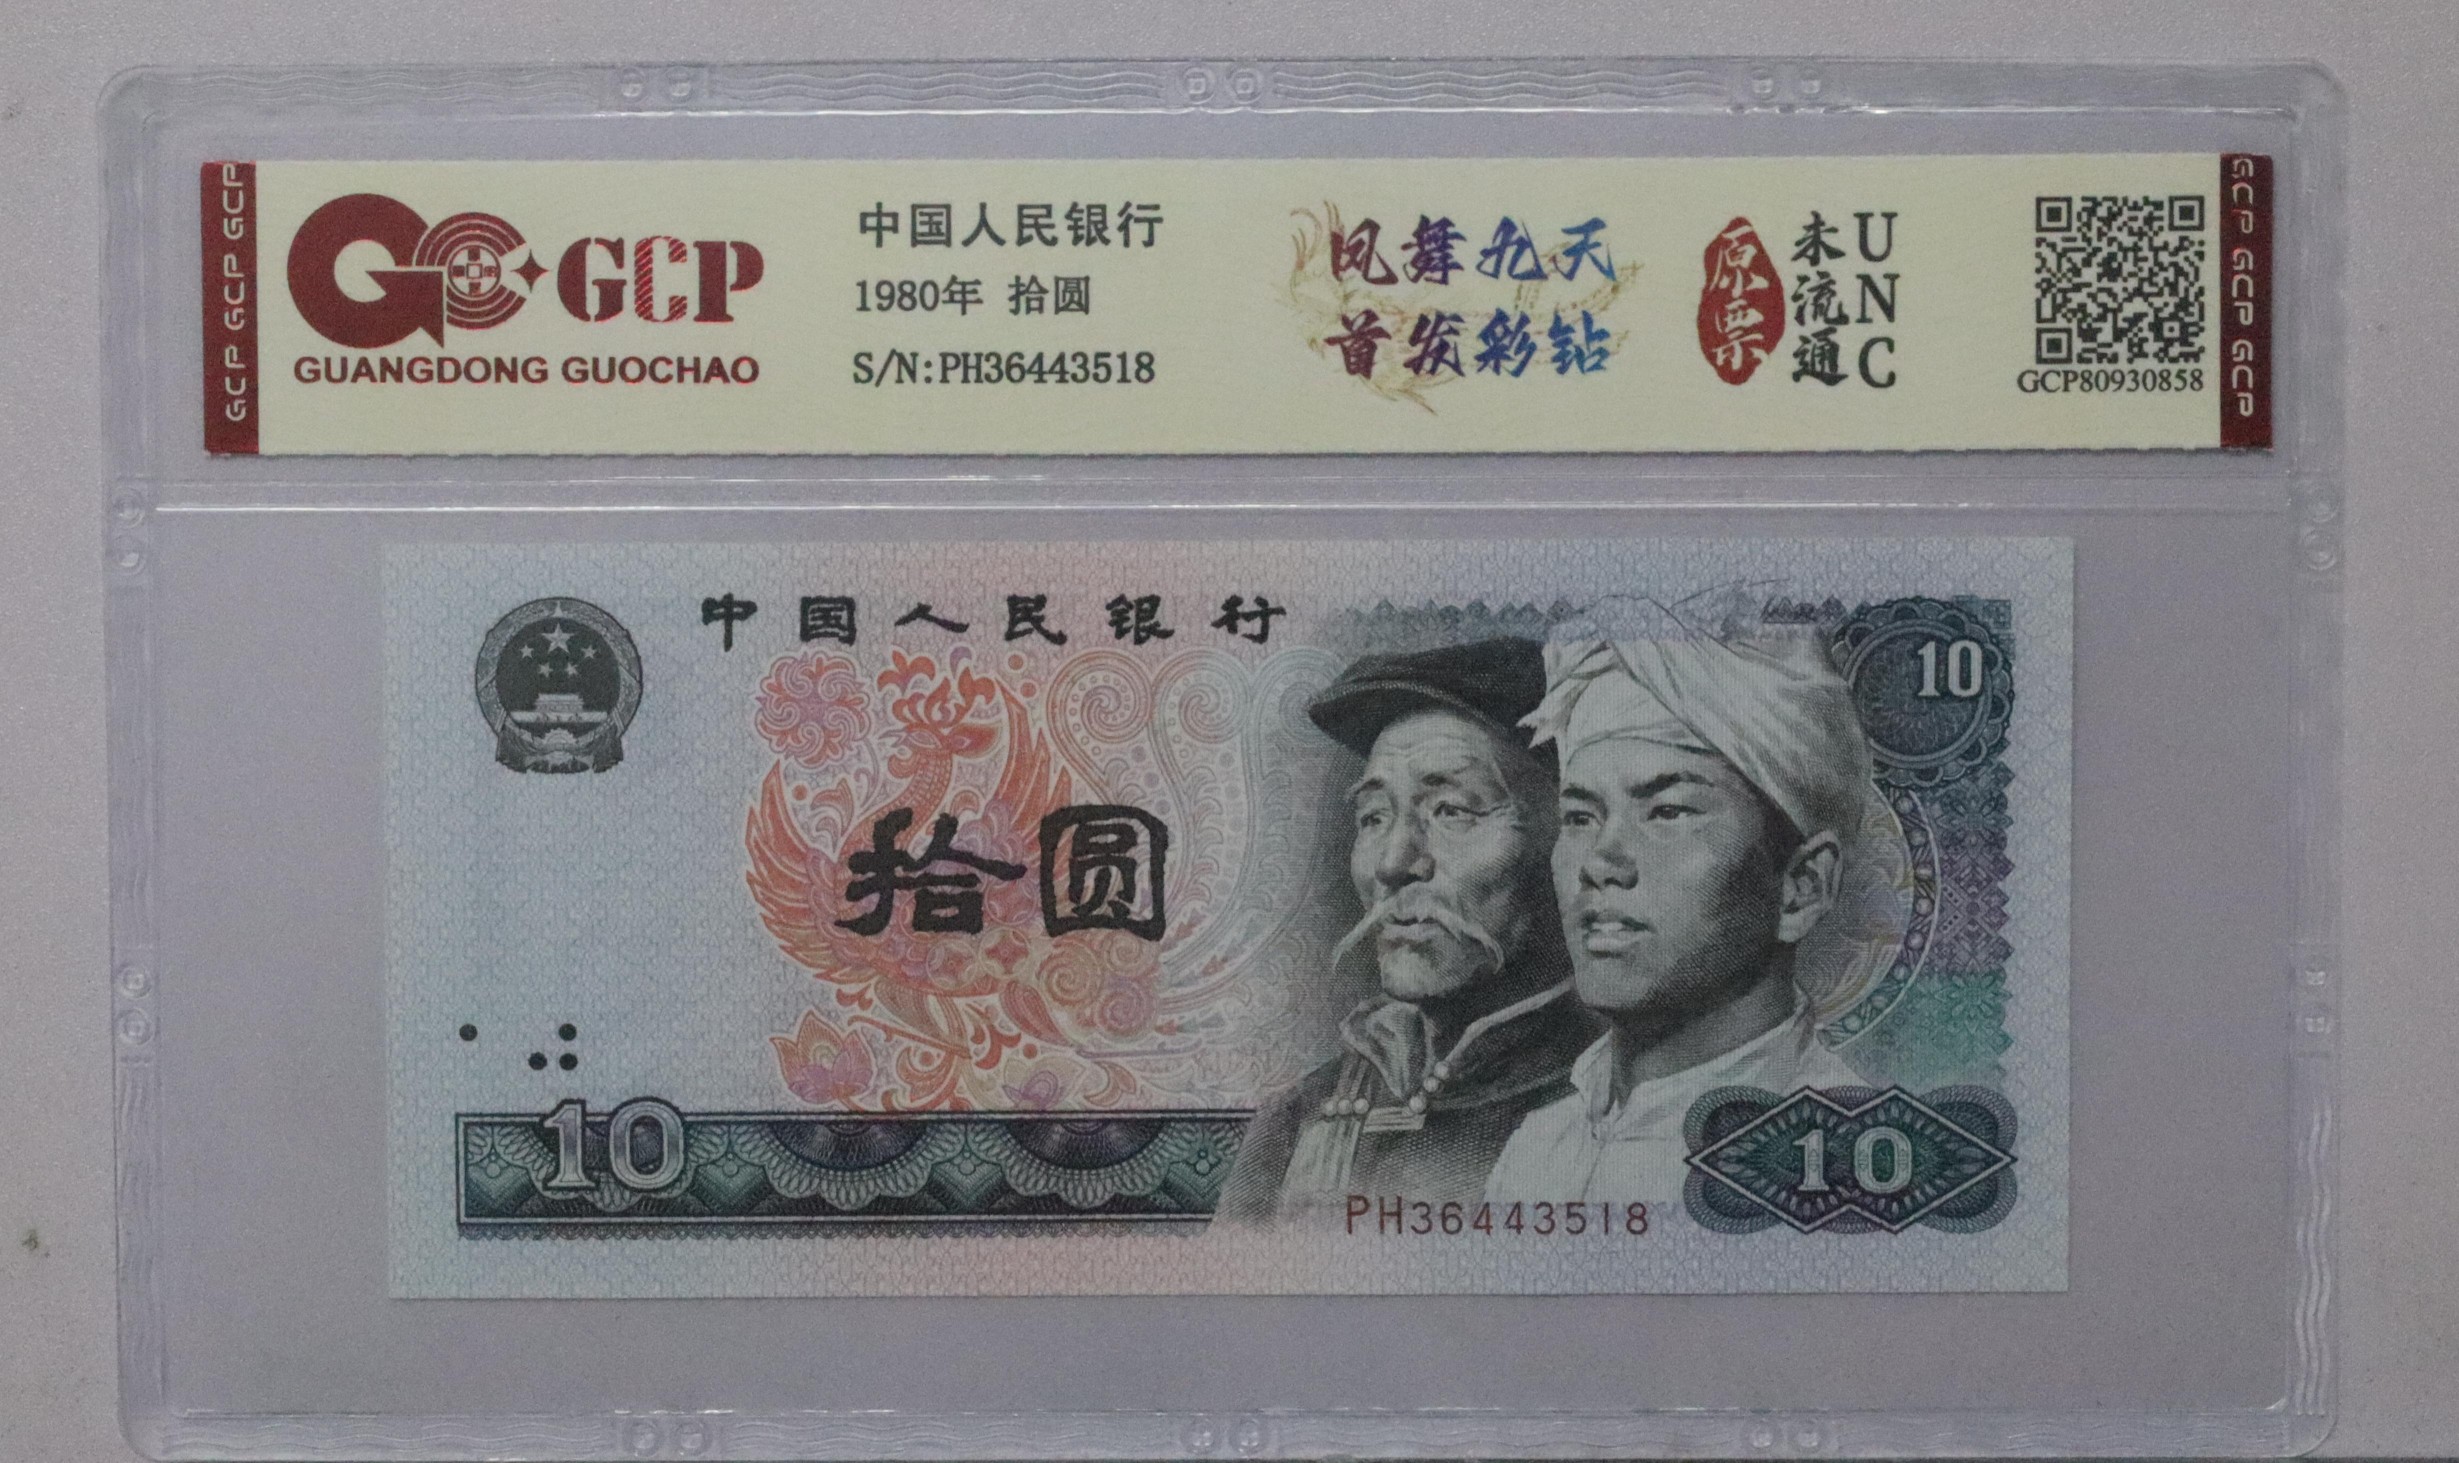 GCP GCP GCP
GCP
GUANGDONG GUOCHAO
中国人民银行
1980年 拾圆
S/N:PH36443518
凤舞九天
首发彩钻
原票
未流通
UNC
GCP80930858
GCP GCP GCP
中国人民银行
10
拾圆
10
PH36443518
10